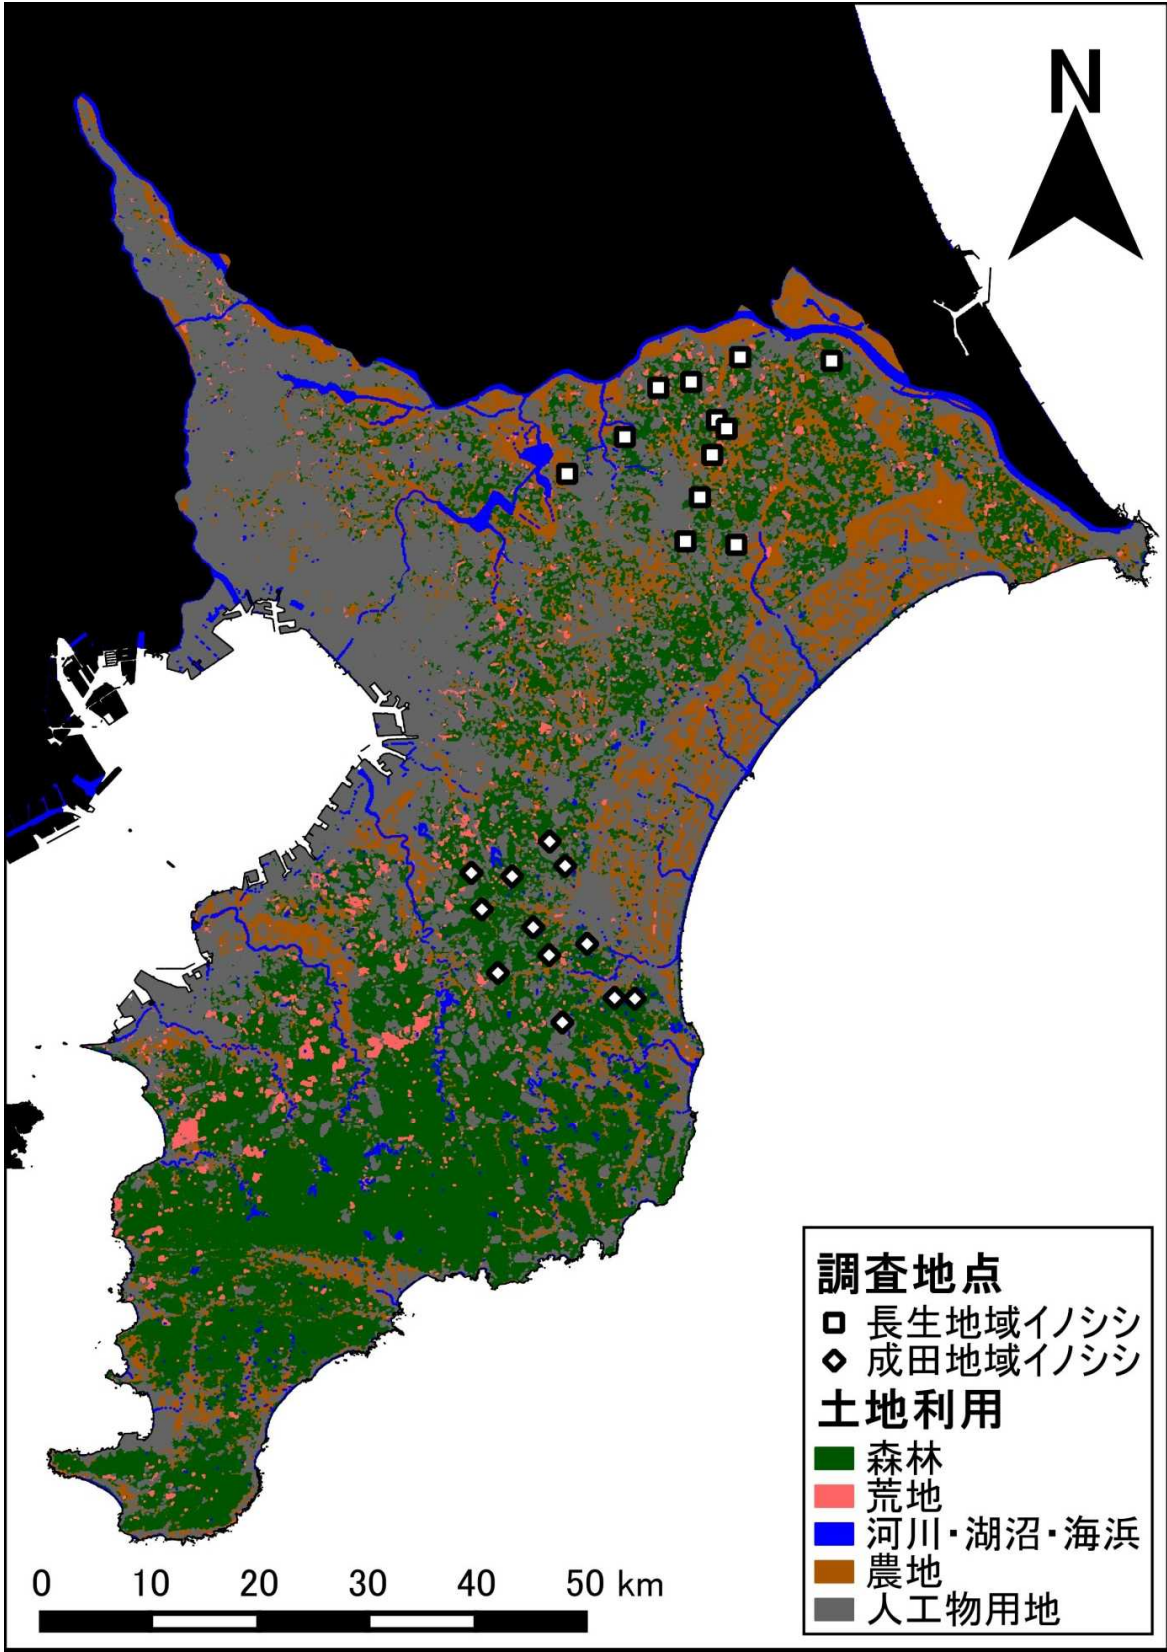 N
調査地点
長生地域イノシシ
成田地域イノシシ
土地利用
森林
荒地
河川・湖沼・海浜
農地
人工物用地
0 10 20 30 40 50 km